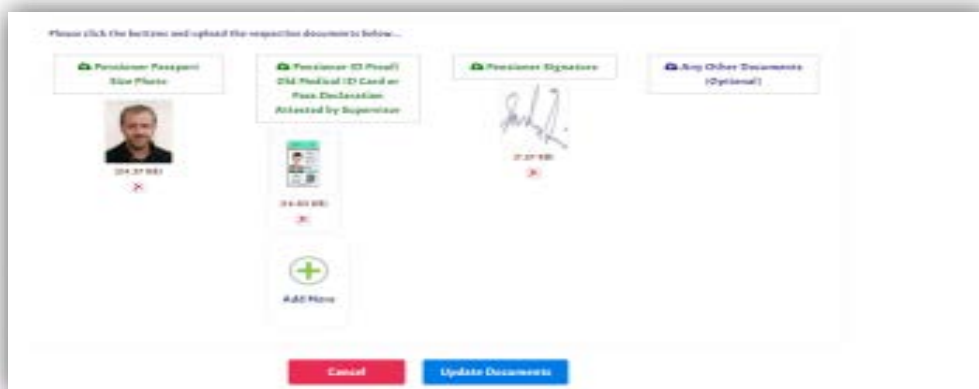 Please click the buttons and upload the respective documents below...
Pensioner Passport
Size Photo
Pensioner ID Proof/
Old Medical ID Card or
Pass Declaration
Attested by Supervisor
Pensioner Signature
Any Other Documents
(Optional)
Add More
Cancel
Update Documents